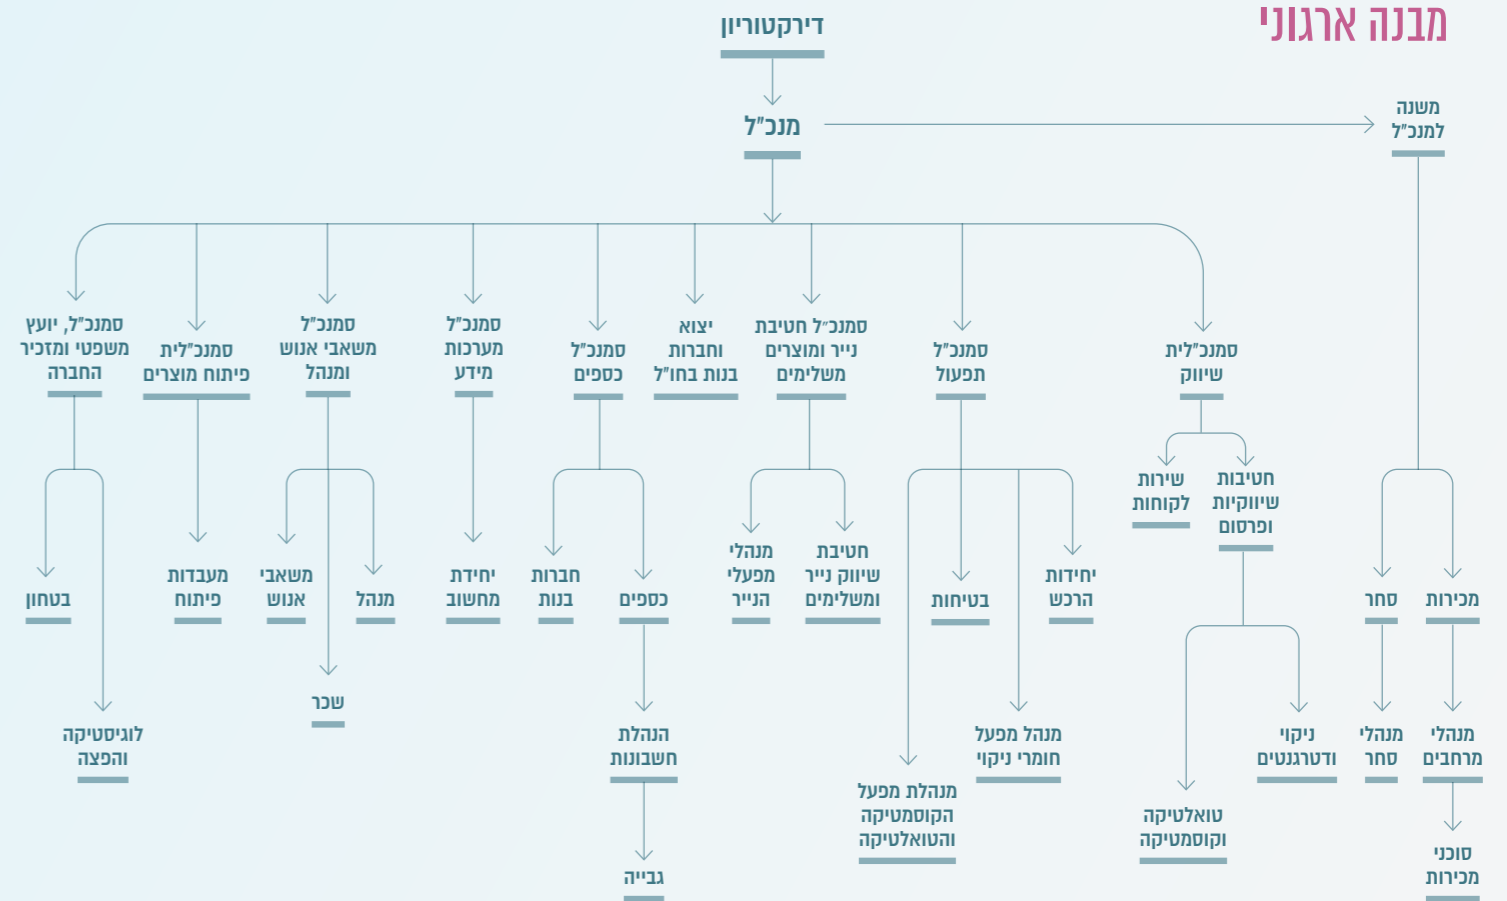 מבנה ארגוני
דירקטוריון
מנכ"ל
משנה
למנכ"ל
סמנכ"לית
שיווק
סמנכ"ל
תפעול
סמנכ"ל חטיבת
נייר ומוצרים
משלימים
יצוא
וחברות
בנות בחו"ל
סמנכ"ל
כספים
סמנכ"ל
מערכות
מידע
סמנכ"ל
משאבי אנוש
ומנהל
סמנכ"לית
פיתוח מוצרים
סמנכ"ל, יועץ
משפטי ומזכיר
החברה
חטיבות
שיווקיות
ופרסום
שירות
לקוחות
מכירות
סחר
יחידות
הרכש
בטיחות
חטיבת
שיווק נייר
ומשלימים
מנהלי
מפעלי
הנייר
כספים
חברות
בנות
יחידת
מחשוב
מנהל
משאבי
אנוש
מעבדות
פיתוח
בטחון
שכר
מנהלי
מרחבים
מנהלי
סחר
ניקוי
ודטרגנטים
מנהל מפעל
חומרי ניקוי
הנהלת
חשבונות
לוגיסטיקה
והפצה
מנהלת מפעל
הקוסמטיקה
והטואלטיקה
טואלטיקה
וקוסמטיקה
סוכני
מכירות
גבייה